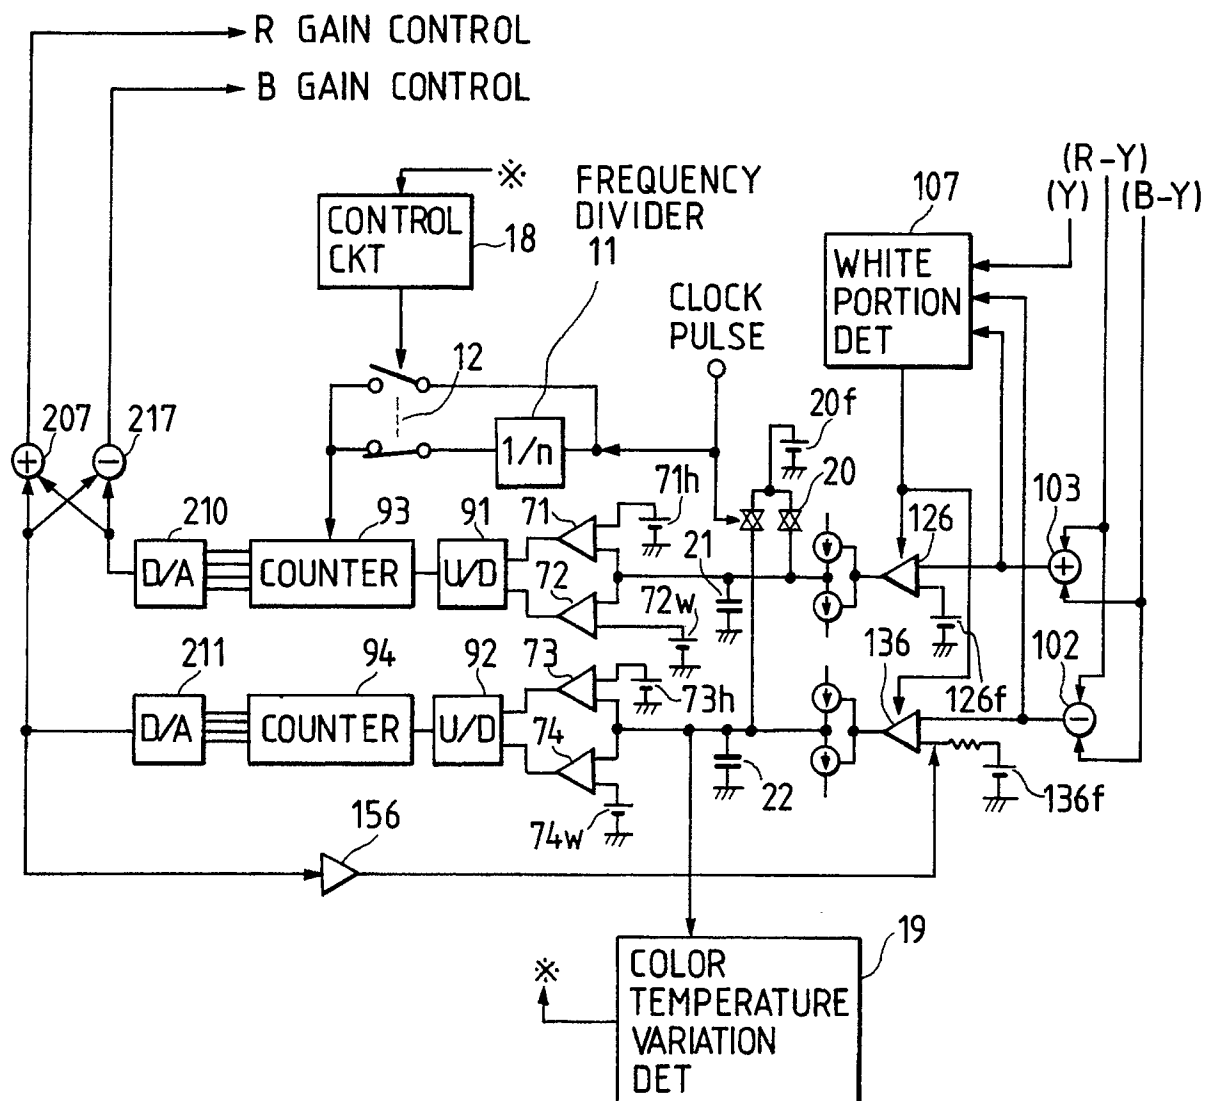 R GAIN CONTROL
B GAIN CONTROL
※
CONTROL
CKT
18
FREQUENCY
DIVIDER
11
CLOCK
PULSE
107
WHITE
PORTION
DET
(R-Y)
(Y)
(B-Y)
12
1/n
20f
20
207
217
+
−
71h
71
72
72w
21
126
126f
103
+
210
D/A
93
COUNTER
91
U/D
211
D/A
94
COUNTER
92
U/D
73
73h
74
74w
22
136
136f
102
−
156
※
19
COLOR
TEMPERATURE
VARIATION
DET